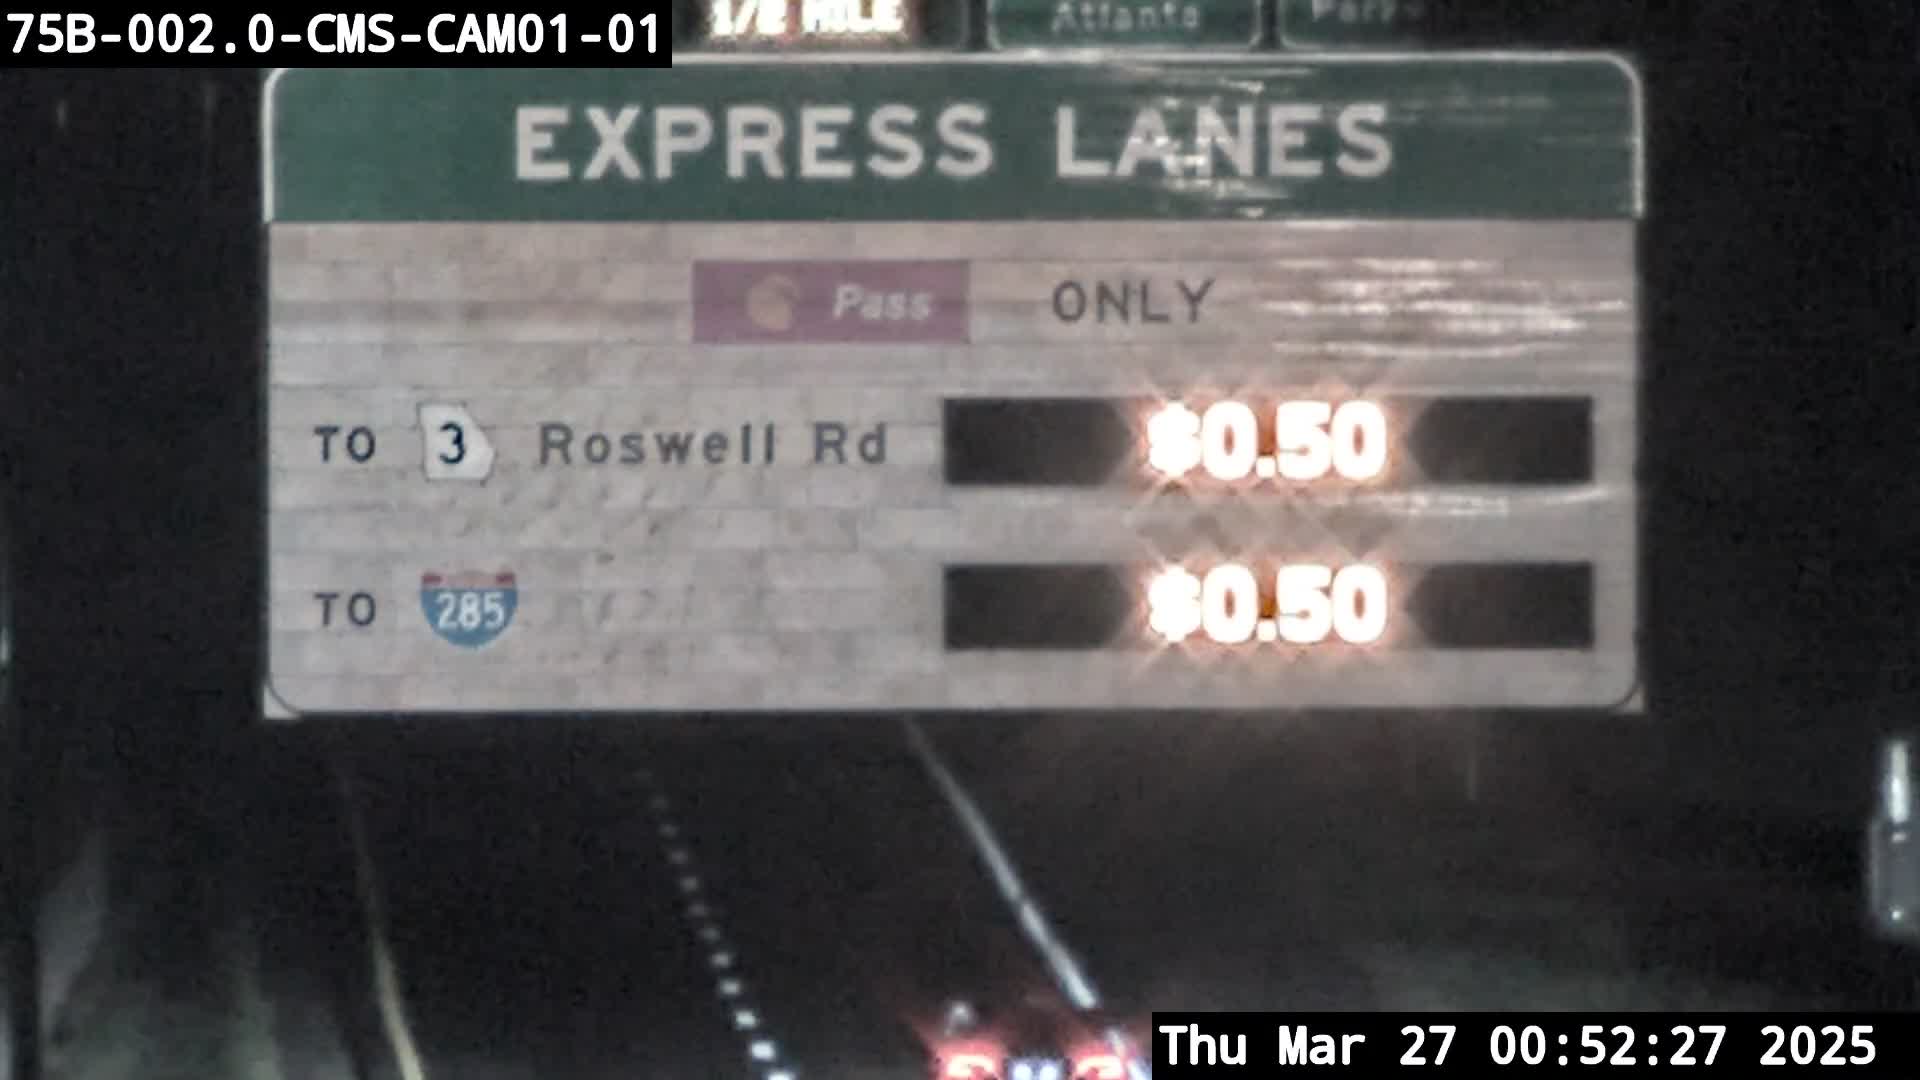 75B-002.0-CMS-CAM01-01
1/2 MILE
Atlanta
EXPRESS LANES
Pass ONLY
TO 3 Roswell Rd $0.50
TO 285 $0.50
Thu Mar 27 00:52:27 2025